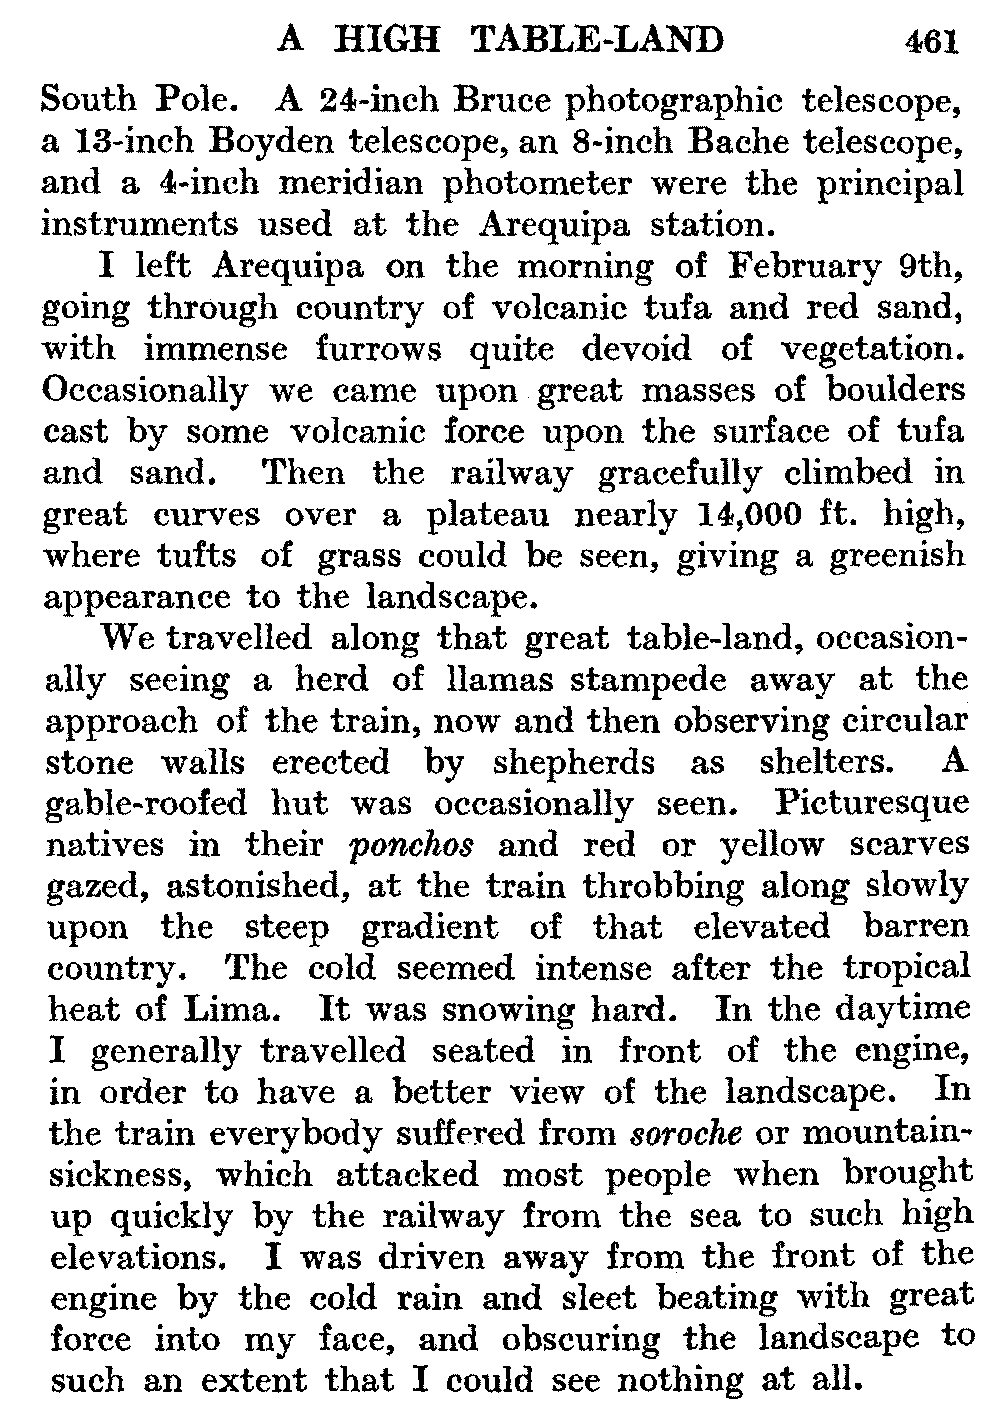 A HIGH TABLE-LAND 461
South Pole. A 24-inch Bruce photographic telescope,
a 13-inch Boyden telescope, an 8-inch Bache telescope,
and a 4-inch meridian photometer were the principal
instruments used at the Arequipa station.
I left Arequipa on the morning of February 9th,
going through country of volcanic tufa and red sand,
with immense furrows quite devoid of vegetation.
Occasionally we came upon great masses of boulders
cast by some volcanic force upon the surface of tufa
and sand. Then the railway gracefully climbed in
great curves over a plateau nearly 14,000 ft. high,
where tufts of grass could be seen, giving a greenish
appearance to the landscape.
We travelled along that great table-land, occasion-
ally seeing a herd of llamas stampede away at the
approach of the train, now and then observing circular
stone walls erected by shepherds as shelters. A
gable-roofed hut was occasionally seen. Picturesque
natives in their ponchos and red or yellow scarves
gazed, astonished, at the train throbbing along slowly
upon the steep gradient of that elevated barren
country. The cold seemed intense after the tropical
heat of Lima. It was snowing hard. In the daytime
I generally travelled seated in front of the engine,
in order to have a better view of the landscape. In
the train everybody suffered from soroche or mountain-
sickness, which attacked most people when brought
up quickly by the railway from the sea to such high
elevations. I was driven away from the front of the
engine by the cold rain and sleet beating with great
force into my face, and obscuring the landscape to
such an extent that I could see nothing at all.